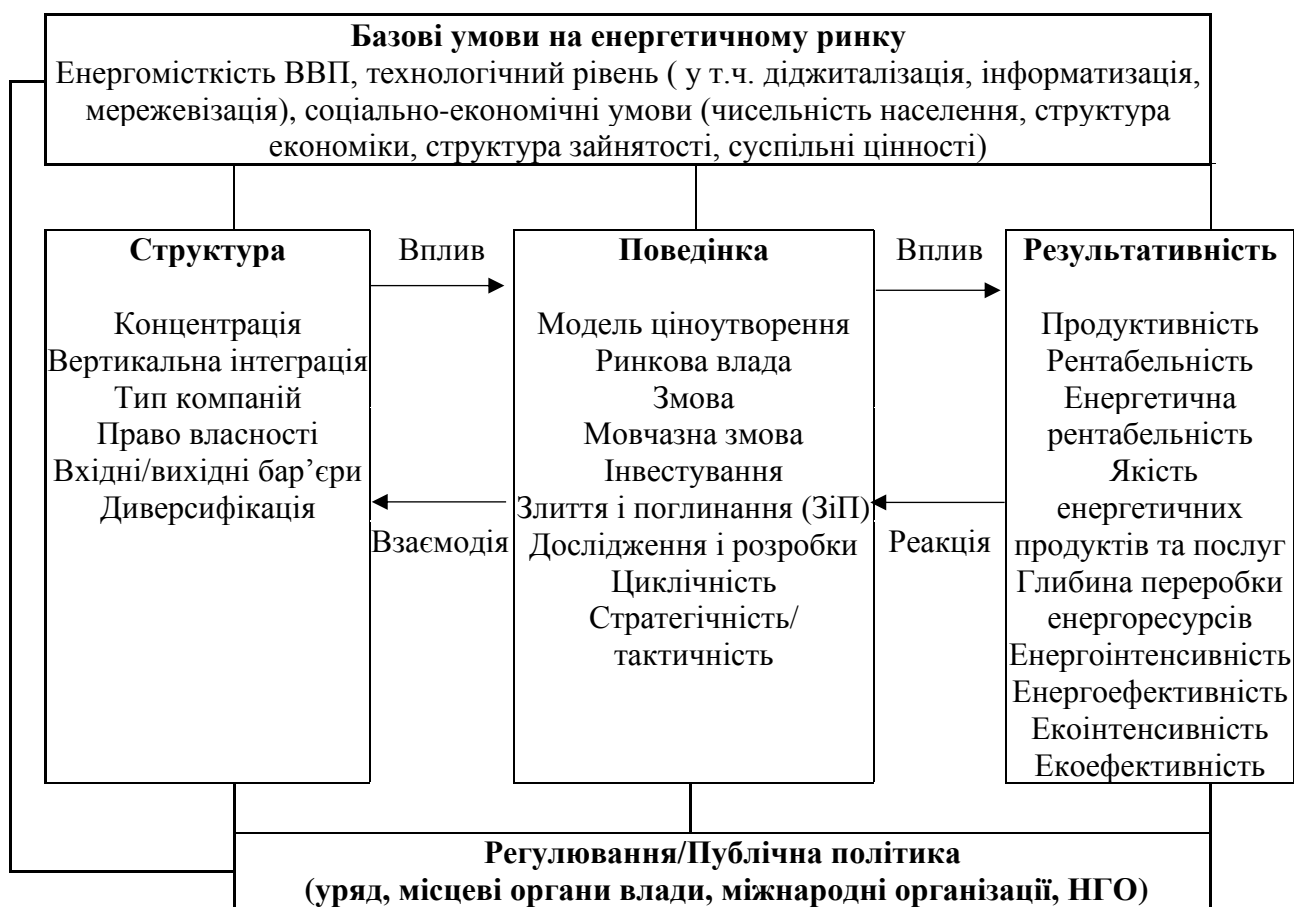 Базові умови на енергетичному ринку
Енергомісткість ВВП, технологічний рівень ( у т.ч. діджиталізація, інформатизація,
мережевізація), соціально-економічні умови (чисельність населення, структура
економіки, структура зайнятості, суспільні цінності)
Структура
Концентрація
Вертикальна інтеграція
Тип компаній
Право власності
Вхідні/вихідні бар’єри
Диверсифікація
Вплив
Взаємодія
Поведінка
Модель ціноутворення
Ринкова влада
Змова
Мовчазна змова
Інвестування
Злиття і поглинання (ЗіП)
Дослідження і розробки
Циклічність
Стратегічність/
тактичність
Вплив
Реакція
Результативність
Продуктивність
Рентабельність
Енергетична
рентабельність
Якість
енергетичних
продуктів та послуг
Глибина переробки
енергоресурсів
Енергоінтенсивність
Енергоефективність
Екоінтенсивність
Екоефективність
Регулювання/Публічна політика
(уряд, місцеві органи влади, міжнародні організації, НГО)